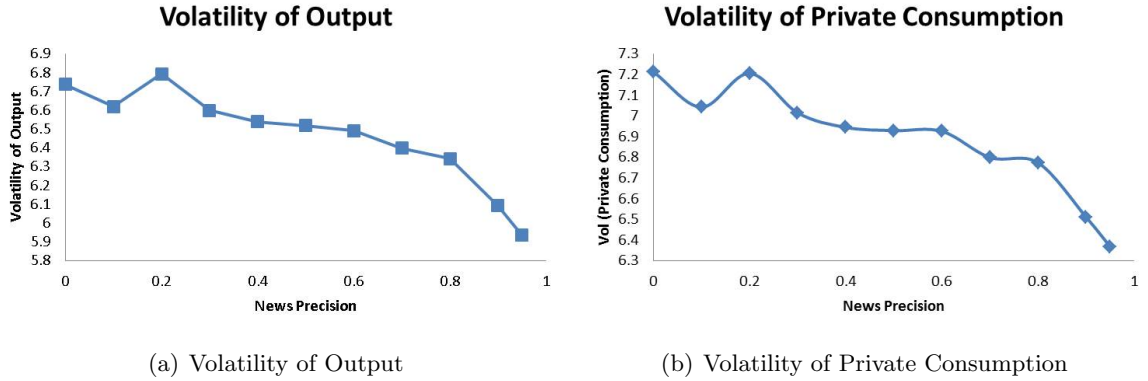 Volatility of Output
Volatility of Output
6.9
6.8
6.7
6.6
6.5
6.4
6.3
6.2
6.1
6
5.9
5.8
0 0.2 0.4 0.6 0.8 1
News Precision
(a) Volatility of Output
Volatility of Private Consumption
Vol (Private Consumption)
7.3
7.2
7.1
7
6.9
6.8
6.7
6.6
6.5
6.4
6.3
0 0.2 0.4 0.6 0.8 1
News Precision
(b) Volatility of Private Consumption